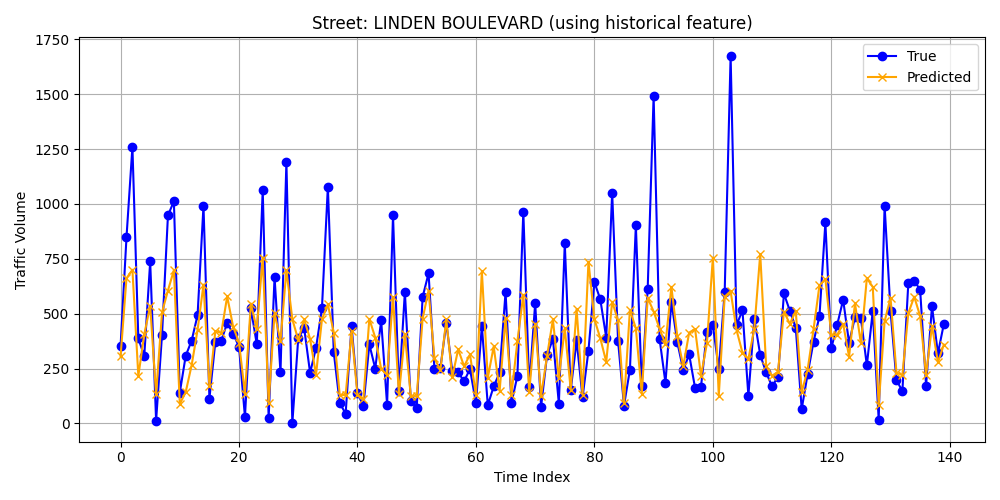 Street: LINDEN BOULEVARD (using historical feature)
True
Predicted
Traffic Volume
1750
1500
1250
1000
750
500
250
0
0 20 40 60 80 100 120 140
Time Index